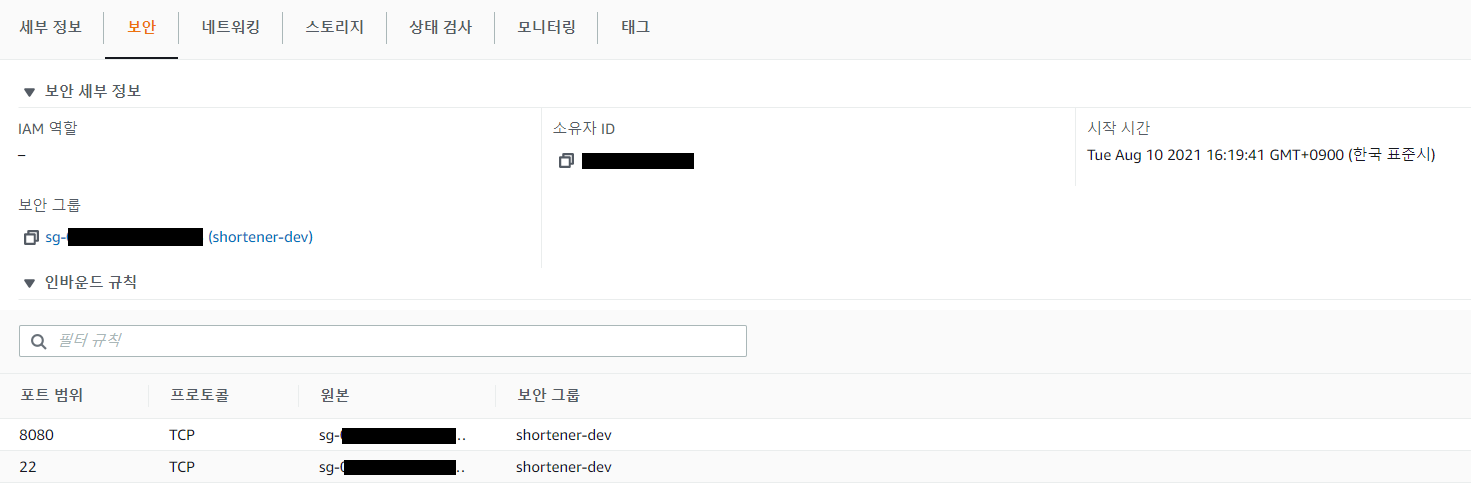 세부 정보 보안 네트워킹 스토리지 상태 검사 모니터링 태그
▼ 보안 세부 정보
IAM 역할
–
소유자 ID
시작 시간
Tue Aug 10 2021 16:19:41 GMT+0900 (한국 표준시)
보안 그룹
sg- (shortener-dev)
▼ 인바운드 규칙
필터 규칙
포트 범위 프로토콜 원본 보안 그룹
8080 TCP sg- .. shortener-dev
22 TCP sg- .. shortener-dev